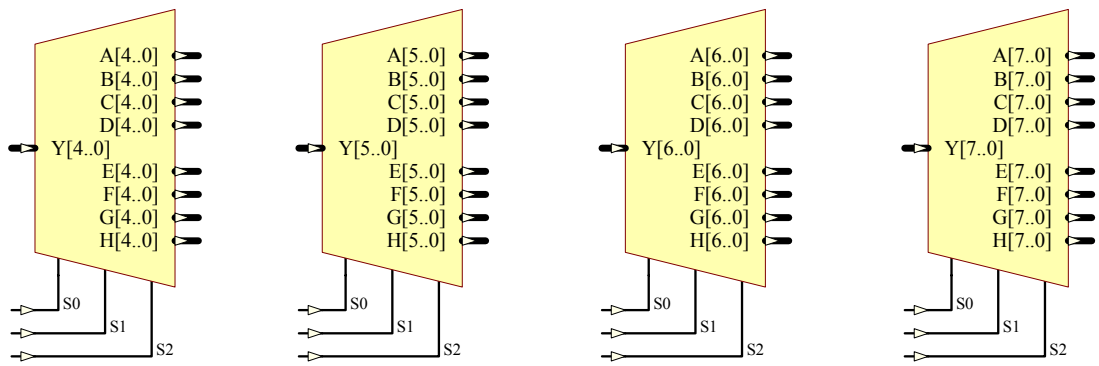 A[4..0] A[5..0] A[6..0] A[7..0]
B[4..0] B[5..0] B[6..0] B[7..0]
C[4..0] C[5..0] C[6..0] C[7..0]
D[4..0] D[5..0] D[6..0] D[7..0]
Y[4..0] Y[5..0] Y[6..0] Y[7..0]
E[4..0] E[5..0] E[6..0] E[7..0]
F[4..0] F[5..0] F[6..0] F[7..0]
G[4..0] G[5..0] G[6..0] G[7..0]
H[4..0] H[5..0] H[6..0] H[7..0]
S0 S0 S0 S0
S1 S1 S1 S1
S2 S2 S2 S2